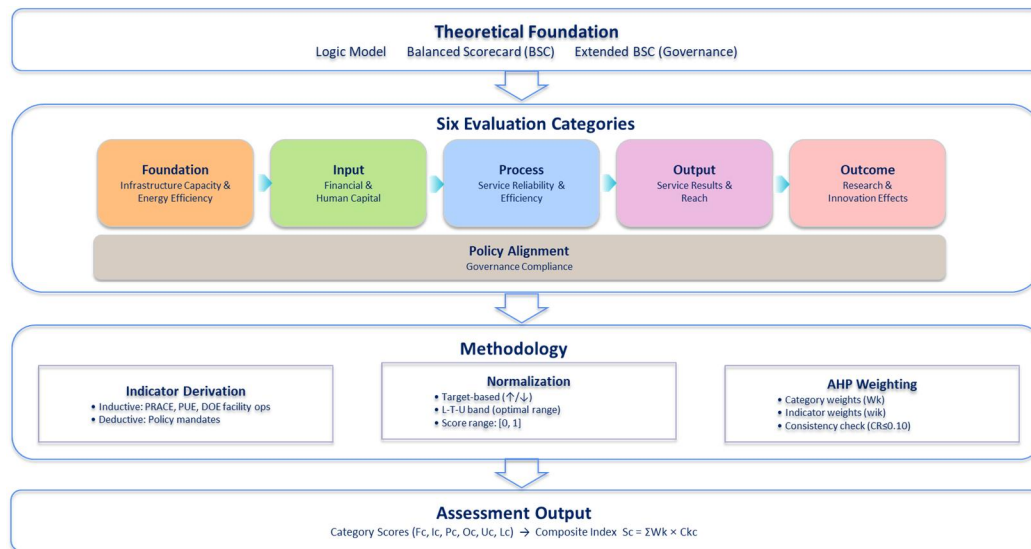 Theoretical Foundation
Logic Model Balanced Scorecard (BSC) Extended BSC (Governance)
Six Evaluation Categories
Foundation
Infrastructure Capacity &
Energy Efficiency
Input
Financial &
Human Capital
Process
Service Reliability &
Efficiency
Output
Service Results &
Reach
Outcome
Research &
Innovation Effects
Policy Alignment
Governance Compliance
Methodology
Indicator Derivation
• Inductive: PRACE, PUE, DOE facility ops
• Deductive: Policy mandates
Normalization
• Target-based (↑/↓)
• L-T-U band (optimal range)
• Score range: [0, 1]
AHP Weighting
• Category weights (Wk)
• Indicator weights (wik)
• Consistency check (CR≤0.10)
Assessment Output
Category Scores (Fc, Ic, Pc, Oc, Uc, Lc) → Composite Index Sc = ΣWk × Ckc